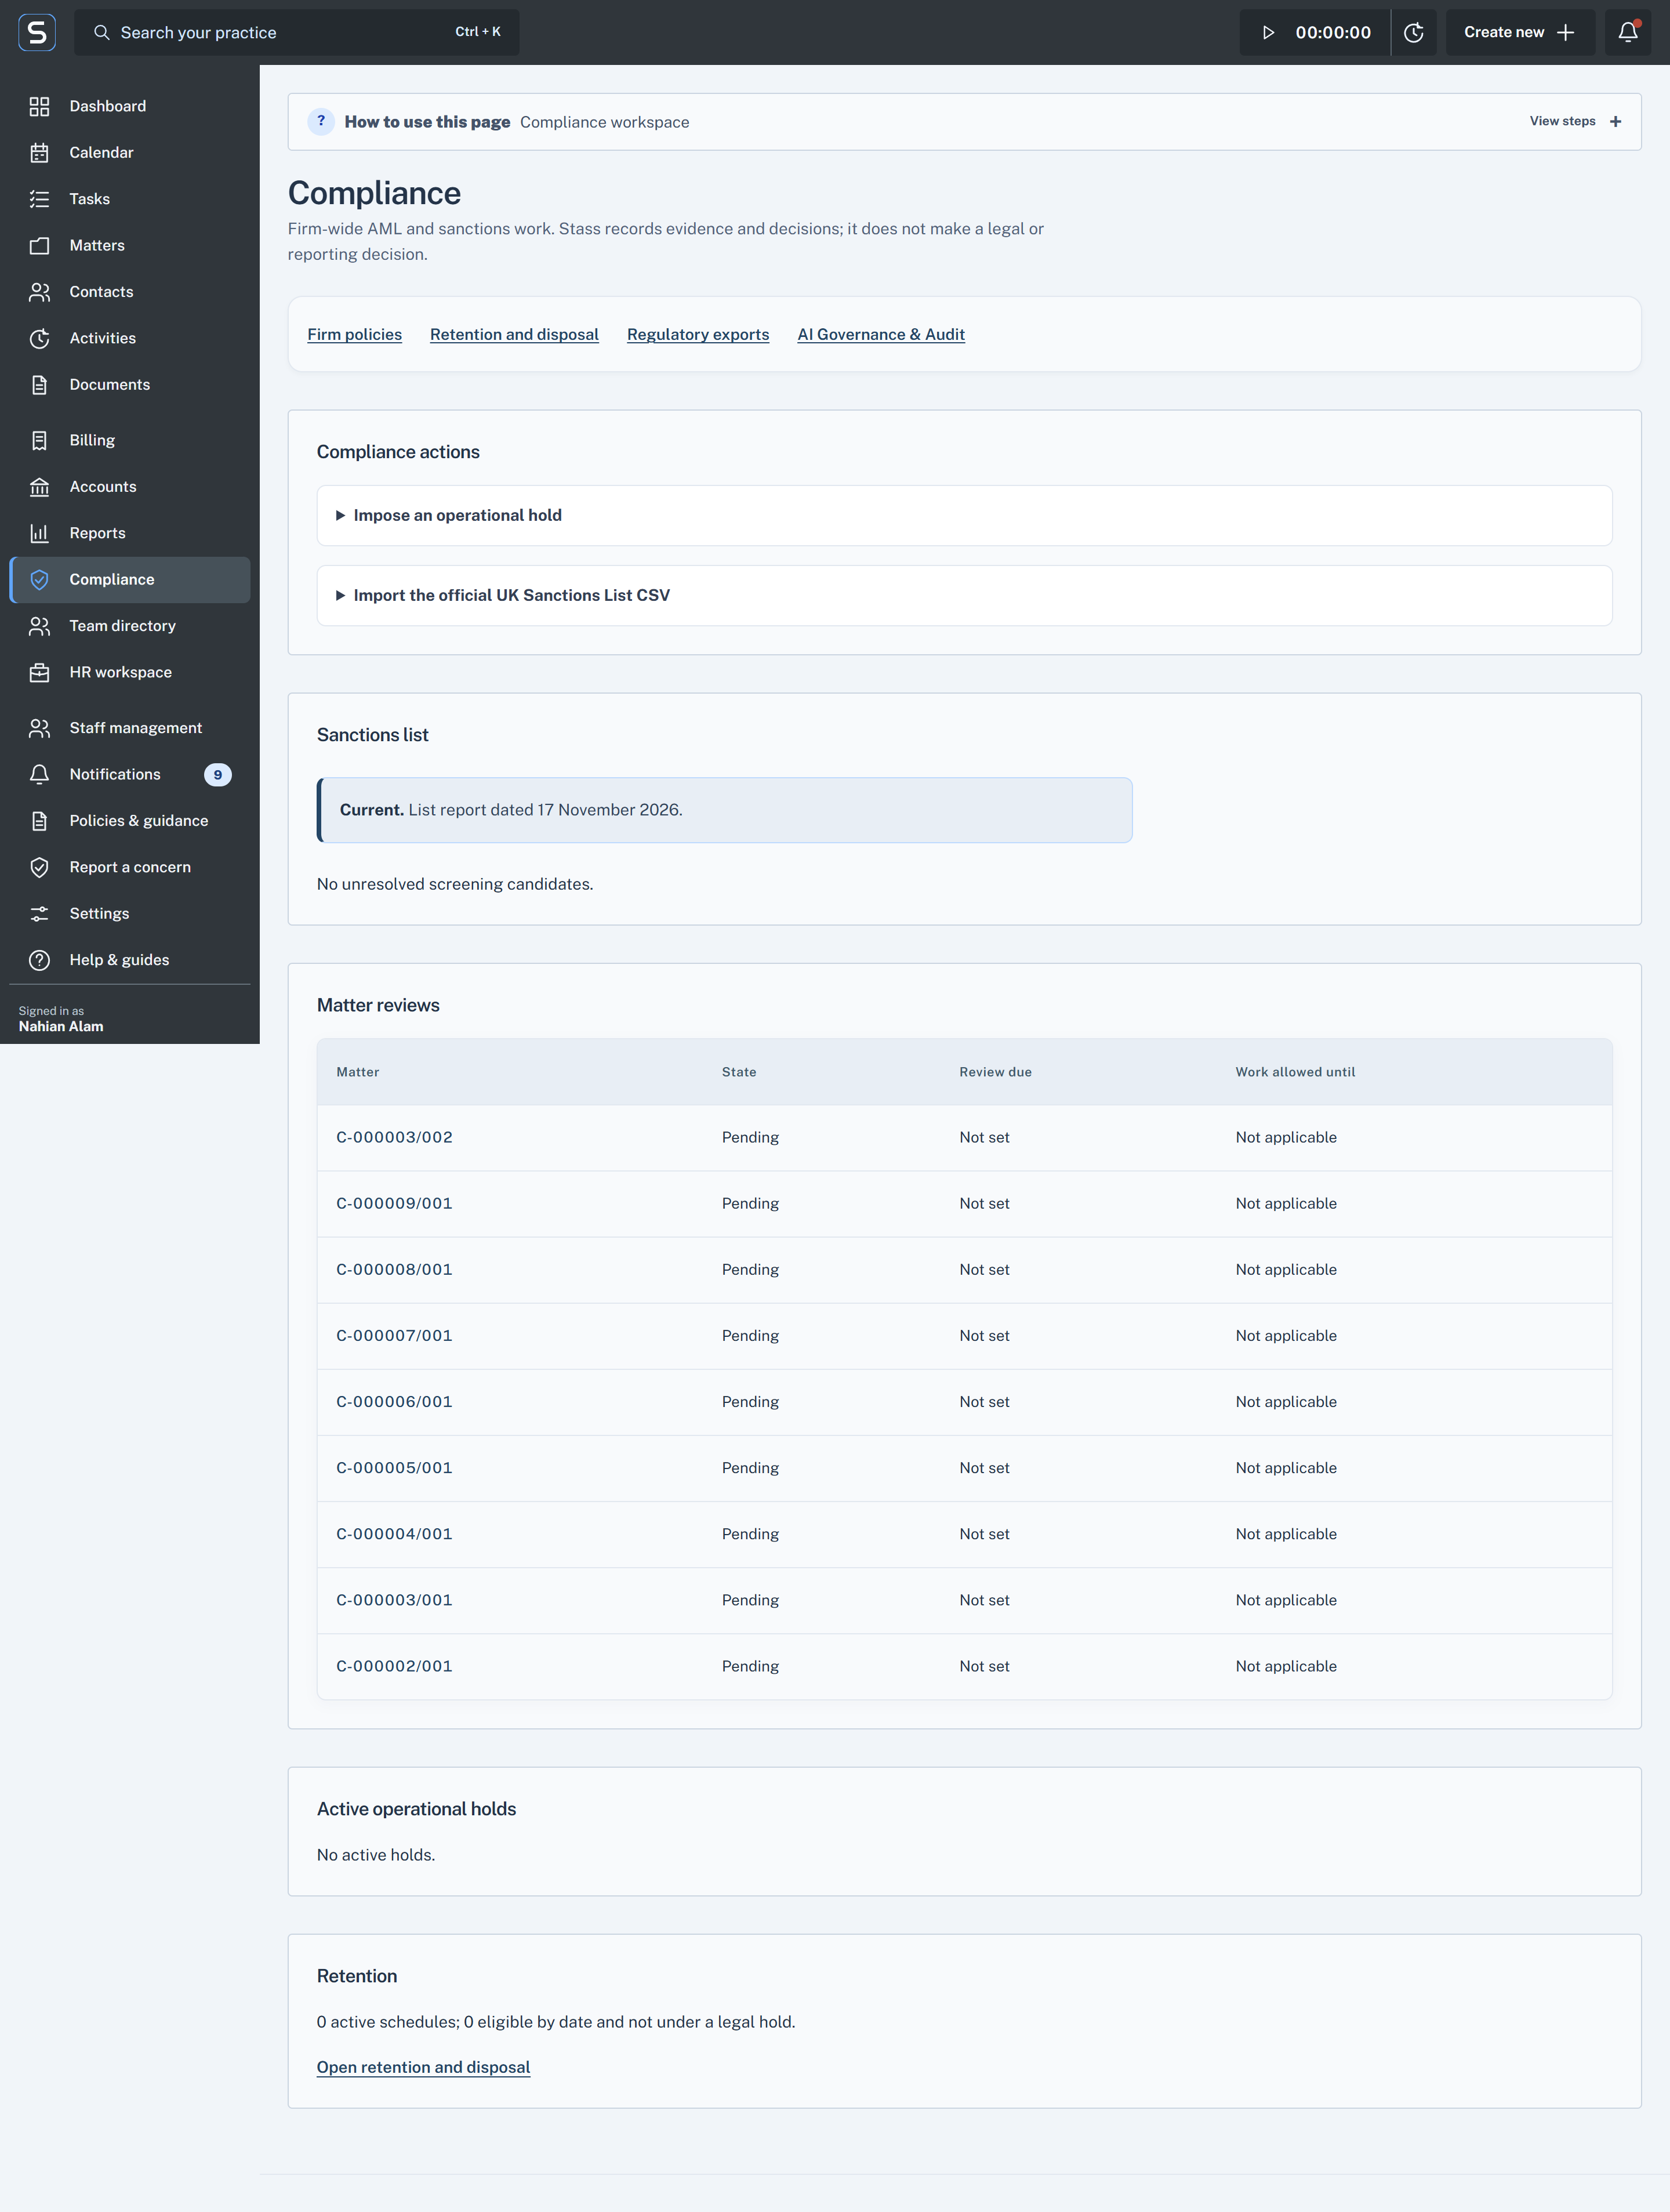 S
Search your practice
Ctrl + K
00:00:00
Create new
Dashboard
Calendar
Tasks
Matters
Contacts
Activities
Documents
Billing
Accounts
Reports
Compliance
Team directory
HR workspace
Staff management
Notifications 9
Policies & guidance
Report a concern
Settings
Help & guides
Signed in as
Nahian Alam
? How to use this page Compliance workspace
View steps +
Compliance
Firm-wide AML and sanctions work. Stass records evidence and decisions; it does not make a legal or
reporting decision.
Firm policies Retention and disposal Regulatory exports AI Governance & Audit
Compliance actions
Impose an operational hold
Import the official UK Sanctions List CSV
Sanctions list
Current. List report dated 17 November 2026.
No unresolved screening candidates.
Matter reviews
Matter State Review due Work allowed until
C-000003/002 Pending Not set Not applicable
C-000009/001 Pending Not set Not applicable
C-000008/001 Pending Not set Not applicable
C-000007/001 Pending Not set Not applicable
C-000006/001 Pending Not set Not applicable
C-000005/001 Pending Not set Not applicable
C-000004/001 Pending Not set Not applicable
C-000003/001 Pending Not set Not applicable
C-000002/001 Pending Not set Not applicable
Active operational holds
No active holds.
Retention
0 active schedules; 0 eligible by date and not under a legal hold.
Open retention and disposal